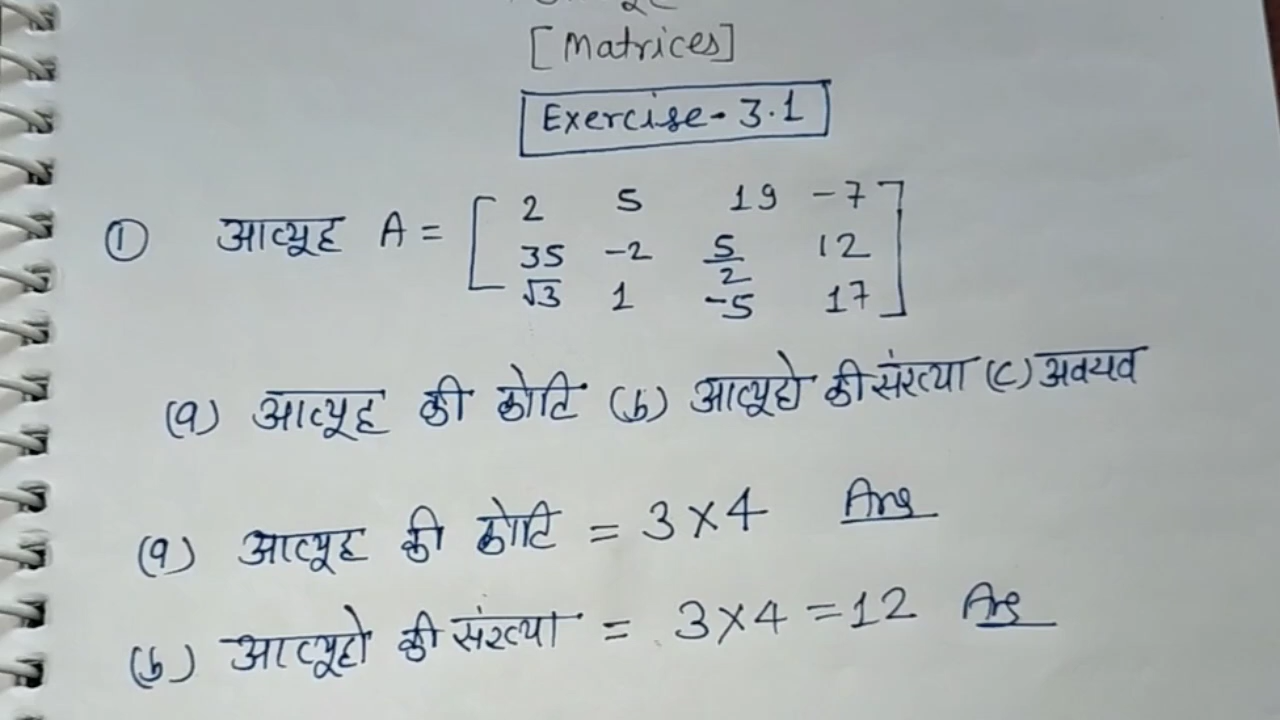 [Matrices]
Exercise-3.1
① आव्यूह A = [ 2 5 19 -7
35 -2 5/2 12
√3 1 -5 17 ]
(a) आव्यूह की कोटि (b) आव्यूहो की संख्या (c) अवयव
(a) आव्यूह की कोटि = 3×4 Ans
(b) आव्यूहो की संख्या = 3×4 = 12 Ans